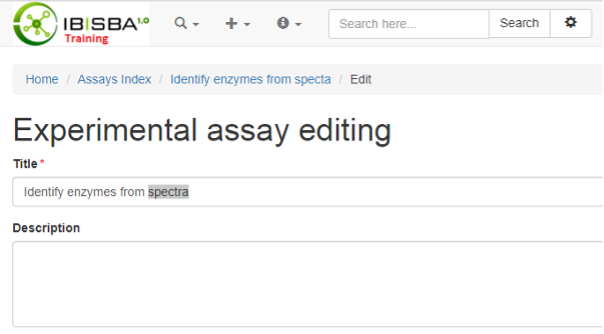 IBISBA 1.0
Training
Search here... Search
Home / Assays Index / Identify enzymes from specta / Edit
Experimental assay editing
Title *
Identify enzymes from spectra
Description